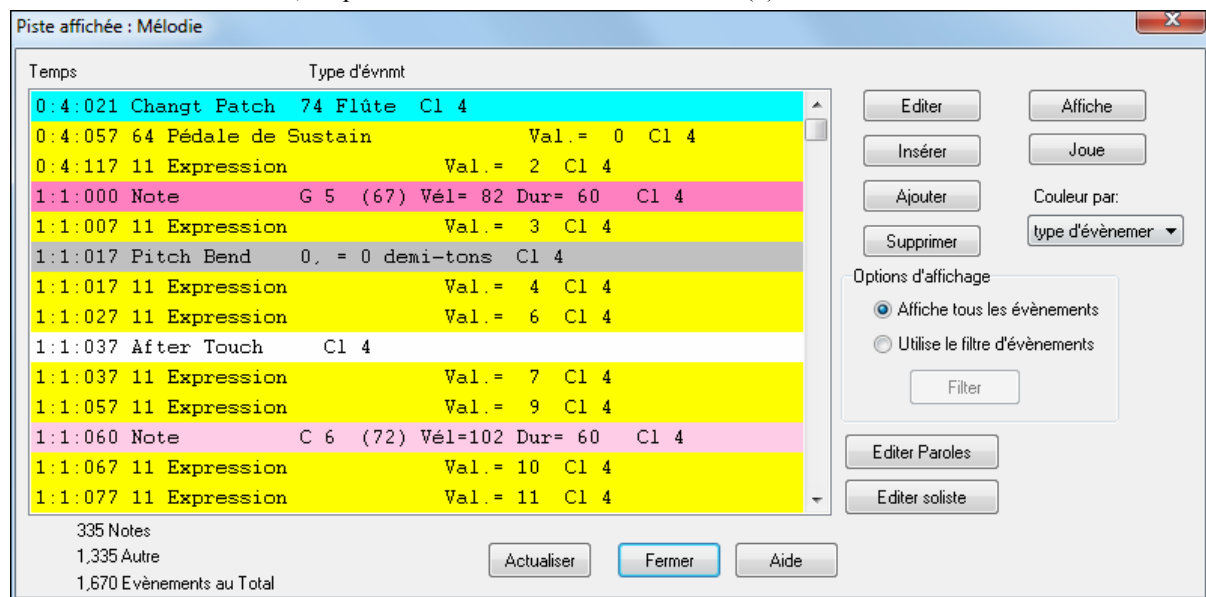 Piste affichée : Mélodie
Temps Type d'évnmt
0:4:021 Changt Patch 74 Flûte Cl 4
0:4:057 64 Pédale de Sustain Val.= 0 Cl 4
0:4:117 11 Expression Val.= 2 Cl 4
1:1:000 Note G 5 (67) Vél= 82 Dur= 60 Cl 4
1:1:007 11 Expression Val.= 3 Cl 4
1:1:017 Pitch Bend 0, = 0 demi-tons Cl 4
1:1:017 11 Expression Val.= 4 Cl 4
1:1:027 11 Expression Val.= 6 Cl 4
1:1:037 After Touch Cl 4
1:1:037 11 Expression Val.= 7 Cl 4
1:1:057 11 Expression Val.= 9 Cl 4
1:1:060 Note C 6 (72) Vél=102 Dur= 60 Cl 4
1:1:067 11 Expression Val.= 10 Cl 4
1:1:077 11 Expression Val.= 11 Cl 4
335 Notes
1,335 Autre
1,670 Evènements au Total
Editer Affiche
Insérer Joue
Ajouter Couleur par:
Supprimer type d'évènemer
Options d'affichage
Affiche tous les évènements
Utilise le filtre d'évènements
Filter
Editer Paroles
Editer soliste
Actualiser Fermer Aide